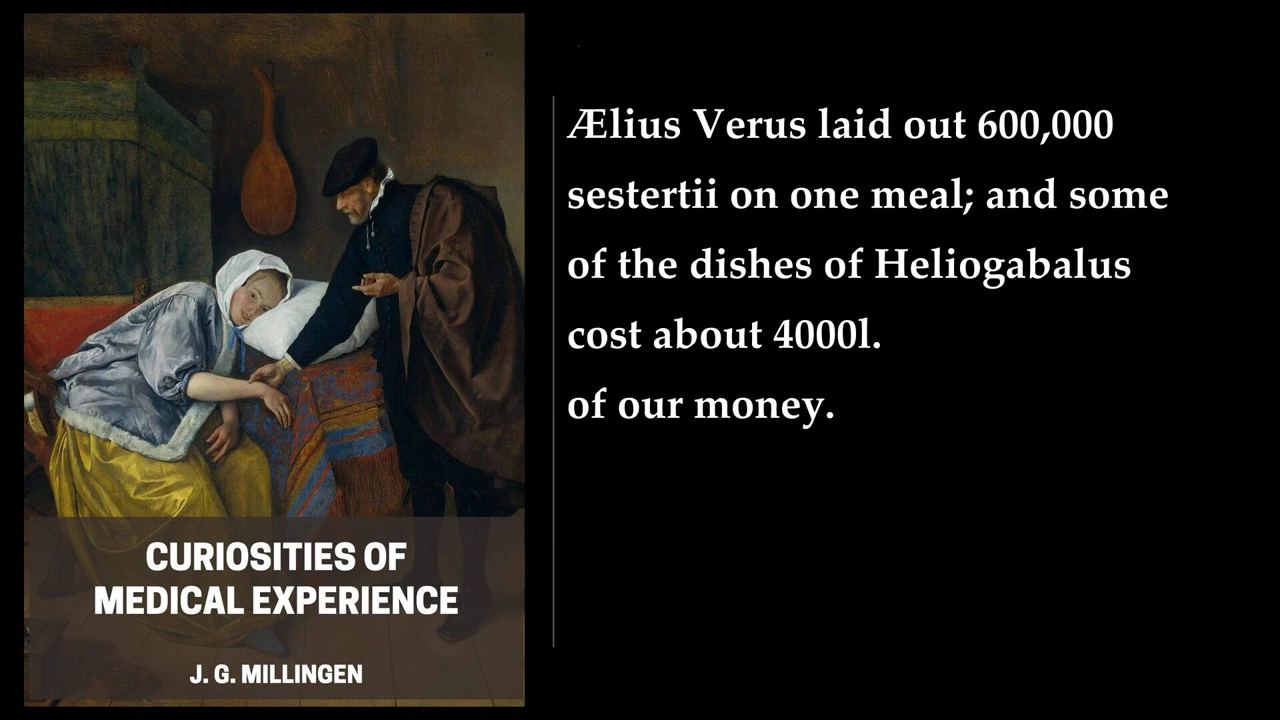 CURIOSITIES OF
MEDICAL EXPERIENCE
J. G. MILLINGEN
Ælius Verus laid out 600,000
sestertii on one meal; and some
of the dishes of Heliogabalus
cost about 4000l.
of our money.